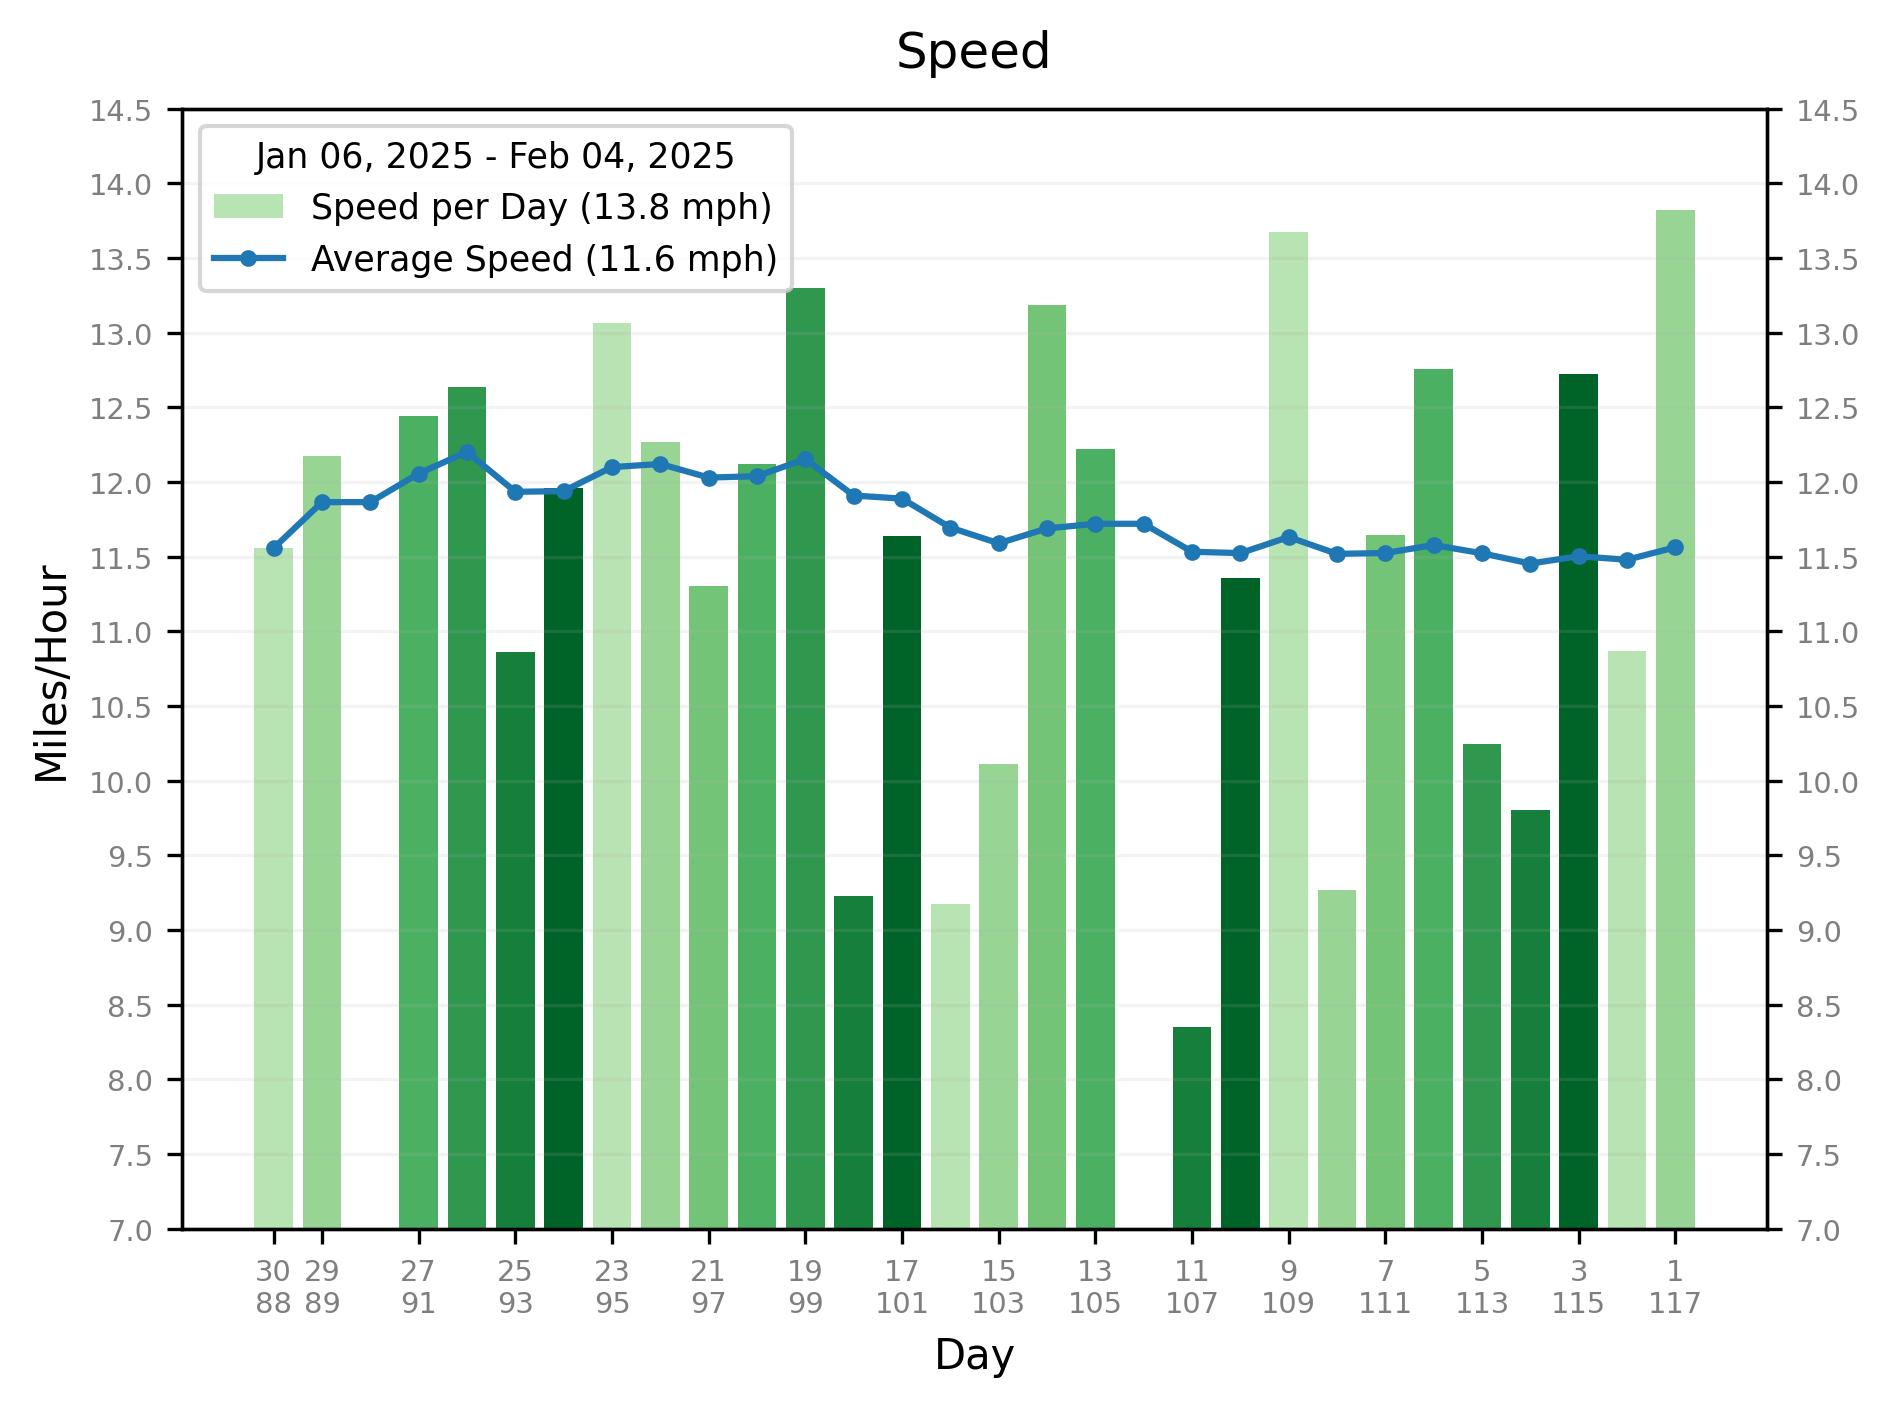 Speed
Jan 06, 2025 - Feb 04, 2025
Speed per Day (13.8 mph)
Average Speed (11.6 mph)
14.5 14.5
14.0 14.0
13.5 13.5
13.0 13.0
12.5 12.5
12.0 12.0
11.5 11.5
11.0 11.0
10.5 10.5
10.0 10.0
9.5 9.5
9.0 9.0
8.5 8.5
8.0 8.0
7.5 7.5
7.0 7.0
Miles/Hour
30 29 27 25 23 21 19 17 15 13 11 9 7 5 3 1
88 89 91 93 95 97 99 101 103 105 107 109 111 113 115 117
Day